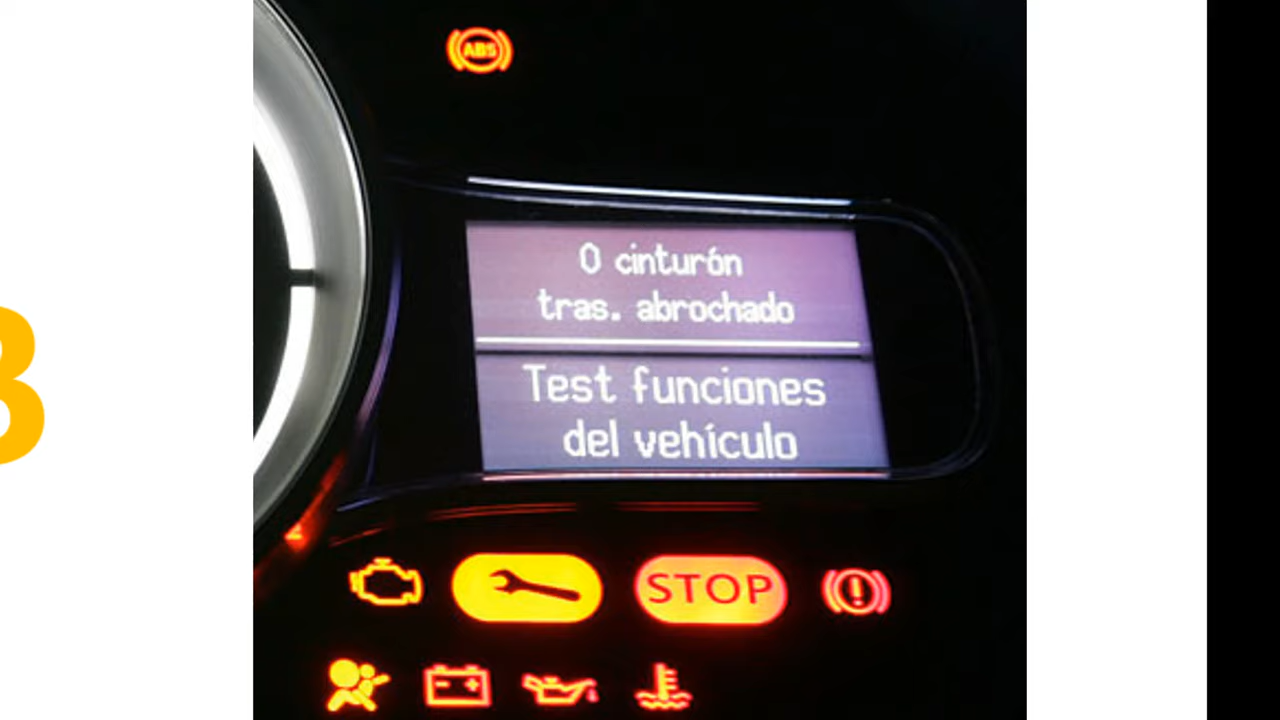 ABS
0 cinturón
tras. abrochado
Test funciones
del vehículo
STOP